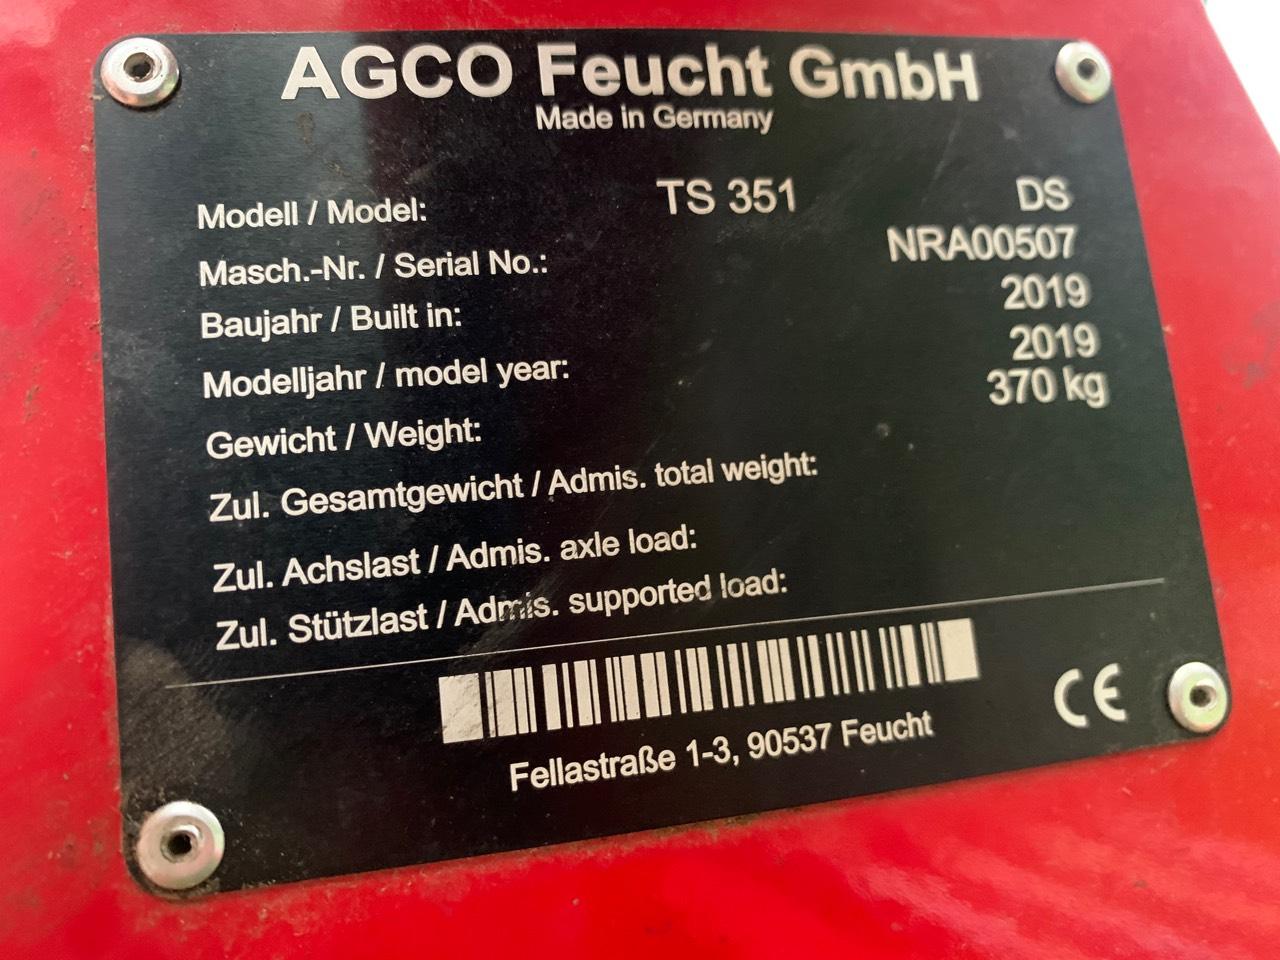 AGCO Feucht GmbH
Made in Germany
Modell / Model: TS 351 DS
Masch.-Nr. / Serial No.: NRA00507
Baujahr / Built in: 2019
Modelljahr / model year: 2019
Gewicht / Weight: 370 kg
Zul. Gesamtgewicht / Admis. total weight:
Zul. Achslast / Admis. axle load:
Zul. Stützlast / Admis. supported load:
Fellastraße 1-3, 90537 Feucht
CE